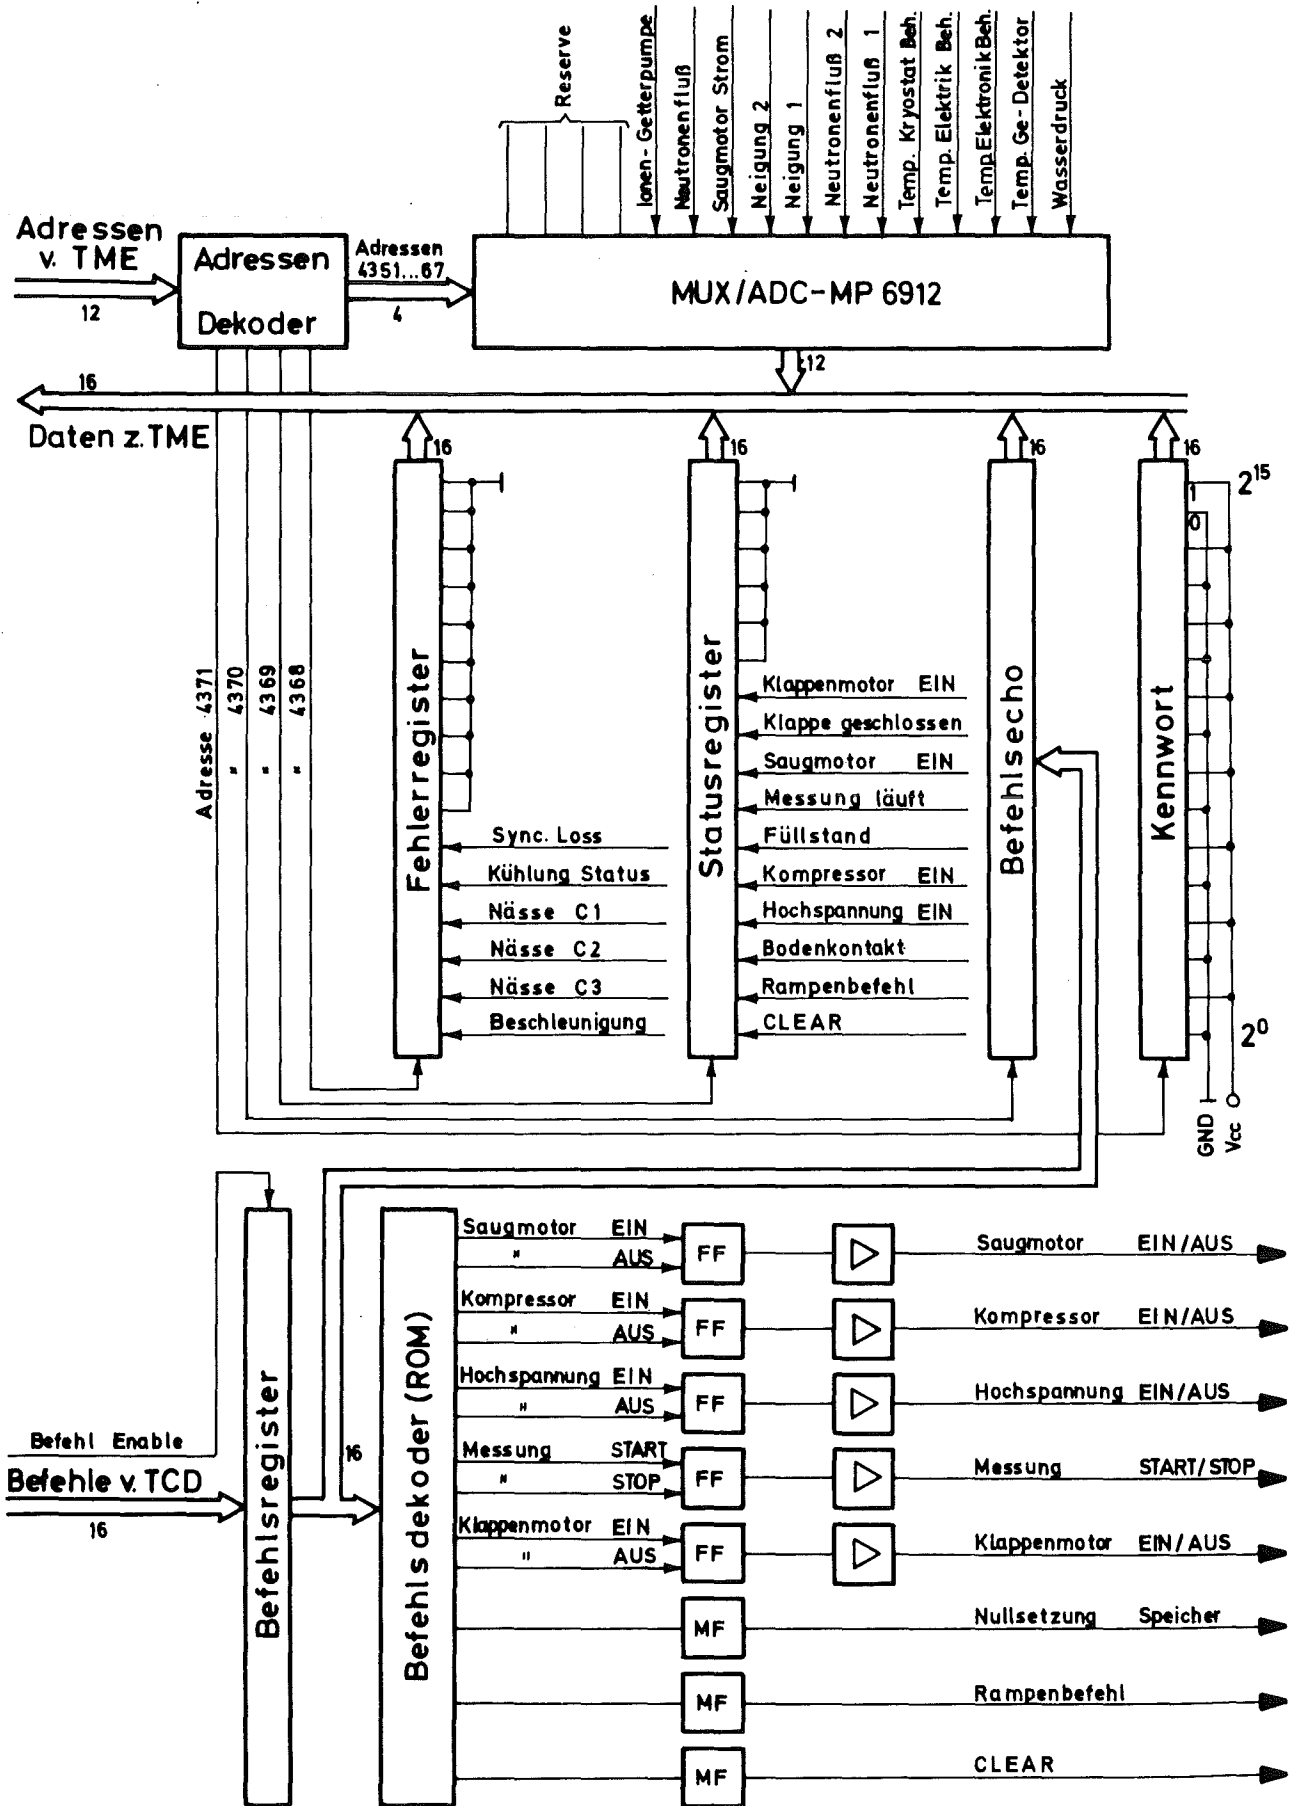 Reserve
Ionen-Getterpumpe
Neutronenfluß
Saugmotor Strom
Neigung 2
Neigung 1
Neutronenfluß 2
Neutronenfluß 1
Temp. Kryostat Beh.
Temp. Elektrik Beh.
Temp. Elektronik Beh.
Temp. Ge-Detektor
Wasserdruck
Adressen
v. TME
12
Adressen
Dekoder
Adressen
4351...67
4
MUX/ADC-MP 6912
12
16
Daten z. TME
16
16
16
16
Adresse 4371
" 4370
" 4369
" 4368
Fehlerregister
Sync. Loss
Kühlung Status
Nässe C1
Nässe C2
Nässe C3
Beschleunigung
Statusregister
Klappenmotor EIN
Klappe geschlossen
Saugmotor EIN
Messung läuft
Füllstand
Kompressor EIN
Hochspannung EIN
Bodenkontakt
Rampenbefehl
CLEAR
Befehlsecho
Kennwort
1
0
2¹⁵
2⁰
GND
Vcc
Befehl Enable
Befehle v. TCD
16
Befehlsregister
16
Befehlsdekoder (ROM)
Saugmotor EIN
" AUS
FF
Saugmotor EIN/AUS
Kompressor EIN
" AUS
FF
Kompressor EIN/AUS
Hochspannung EIN
" AUS
FF
Hochspannung EIN/AUS
Messung START
" STOP
FF
Messung START/STOP
Klappenmotor EIN
" AUS
FF
Klappenmotor EIN/AUS
MF
Nullsetzung Speicher
MF
Rampenbefehl
MF
CLEAR